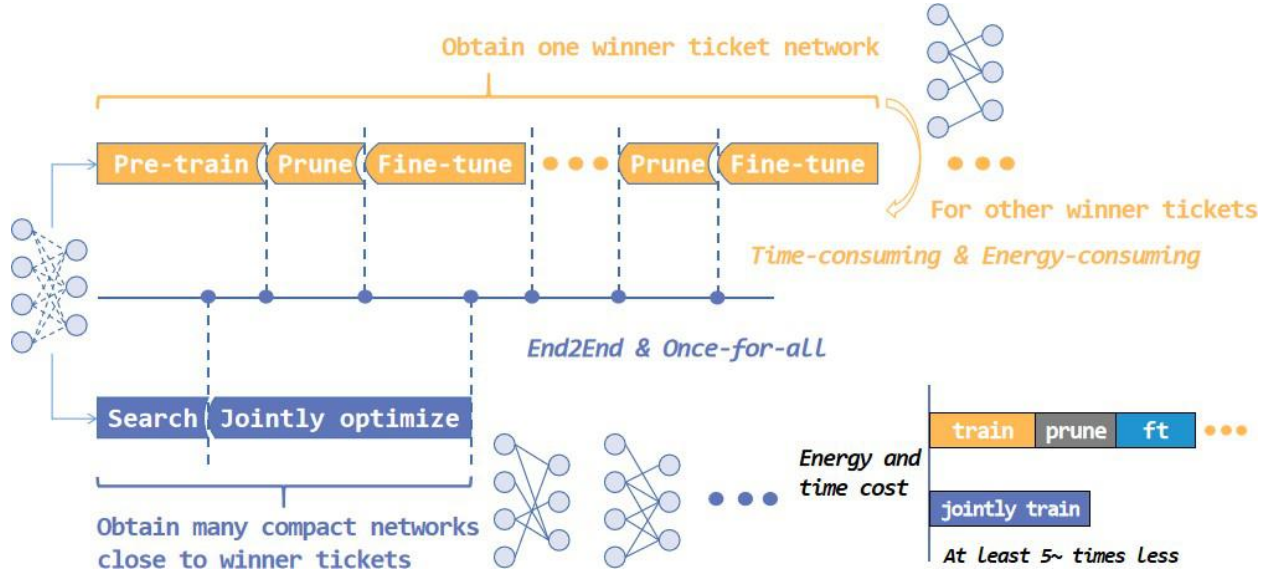 Obtain one winner ticket network
Pre-train Prune Fine-tune Prune Fine-tune
For other winner tickets
Time-consuming & Energy-consuming
End2End & Once-for-all
Search Jointly optimize
Obtain many compact networks
close to winner tickets
Energy and
time cost
train prune ft
jointly train
At least 5~ times less